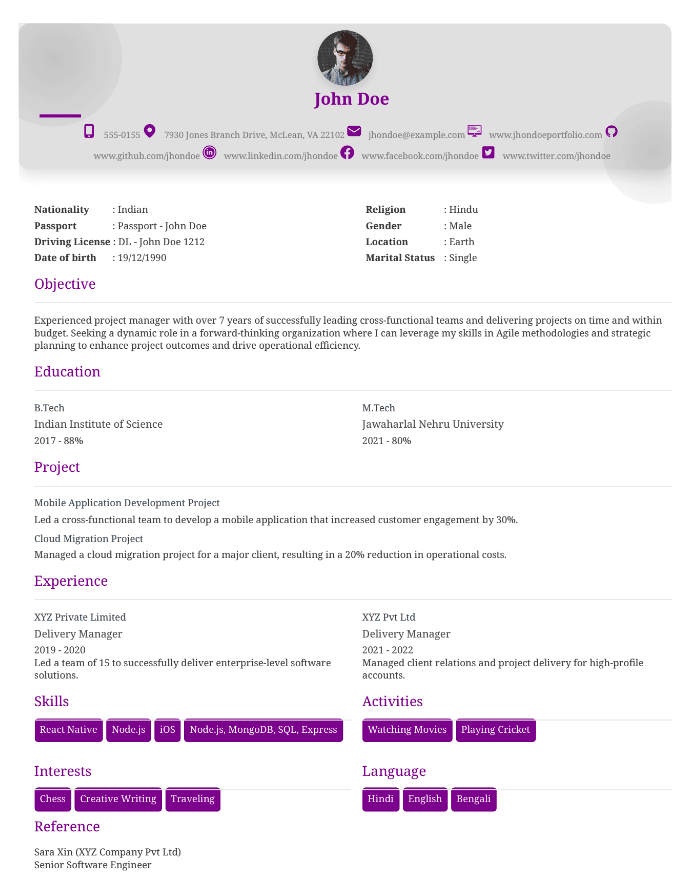 John Doe
555-0155 7930 Jones Branch Drive, McLean, VA 22102 jhondoe@example.com www.jhondoeportfolio.com
www.github.com/jhondoe www.linkedin.com/jhondoe www.facebook.com/jhondoe www.twitter.com/jhondoe
Nationality : Indian
Passport : Passport - John Doe
Driving License : DL - John Doe 1212
Date of birth : 19/12/1990
Religion : Hindu
Gender : Male
Location : Earth
Marital Status : Single
Objective
Experienced project manager with over 7 years of successfully leading cross-functional teams and delivering projects on time and within
budget. Seeking a dynamic role in a forward-thinking organization where I can leverage my skills in Agile methodologies and strategic
planning to enhance project outcomes and drive operational efficiency.
Education
B.Tech
Indian Institute of Science
2017 - 88%
M.Tech
Jawaharlal Nehru University
2021 - 80%
Project
Mobile Application Development Project
Led a cross-functional team to develop a mobile application that increased customer engagement by 30%.
Cloud Migration Project
Managed a cloud migration project for a major client, resulting in a 20% reduction in operational costs.
Experience
XYZ Private Limited
Delivery Manager
2019 - 2020
Led a team of 15 to successfully deliver enterprise-level software
solutions.
XYZ Pvt Ltd
Delivery Manager
2021 - 2022
Managed client relations and project delivery for high-profile
accounts.
Skills
React Native Node.js iOS Node.js, MongoDB, SQL, Express
Activities
Watching Movies Playing Cricket
Interests
Chess Creative Writing Traveling
Language
Hindi English Bengali
Reference
Sara Xin (XYZ Company Pvt Ltd)
Senior Software Engineer